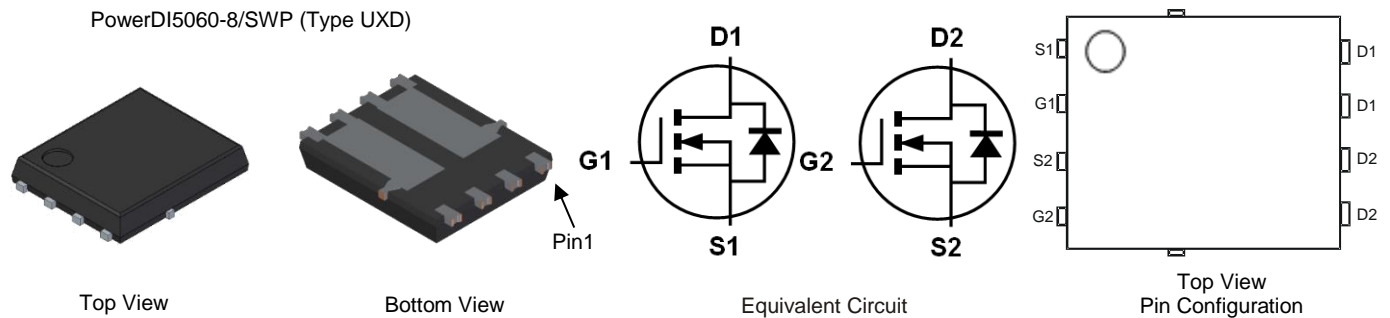 PowerDI5060-8/SWP (Type UXD)
Top View
Pin1
Bottom View
D1
G1
S1
D2
G2
S2
Equivalent Circuit
S1
G1
S2
G2
D1
D1
D2
D2
Top View
Pin Configuration